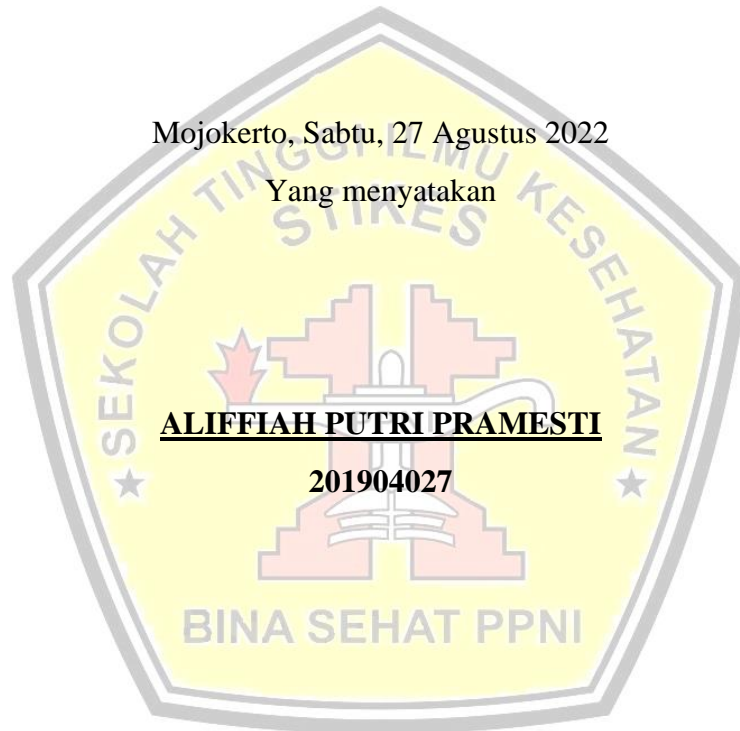 Mojokerto, Sabtu, 27 Agustus 2022
Yang menyatakan
SEKOLAH TINGGI ILMU KESEHATAN
STIKES
ALIFFIAH PUTRI PRAMESTI
201904027
BINA SEHAT PPNI